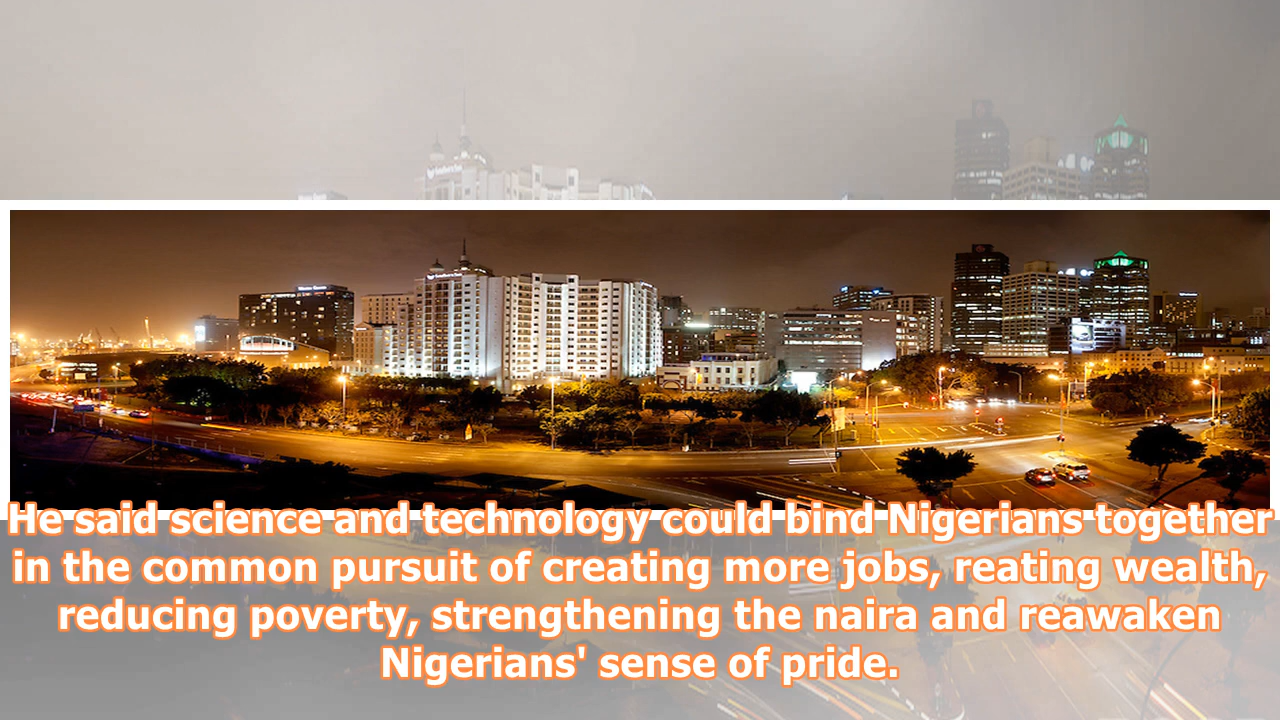 He said science and technology could bind Nigerians together
in the common pursuit of creating more jobs, reating wealth,
reducing poverty, strengthening the naira and reawaken
Nigerians' sense of pride.